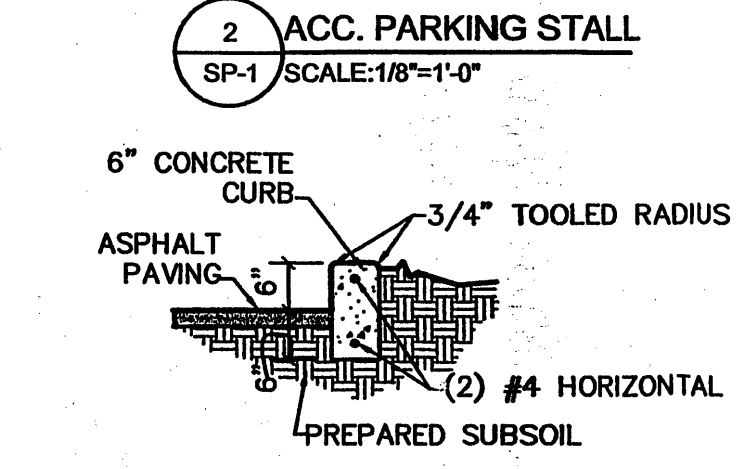 2
ACC. PARKING STALL
SP-1
SCALE:1/8"=1'-0"
6" CONCRETE
CURB
3/4" TOOLED RADIUS
ASPHALT
PAVING
6"
6"
(2) #4 HORIZONTAL
PREPARED SUBSOIL